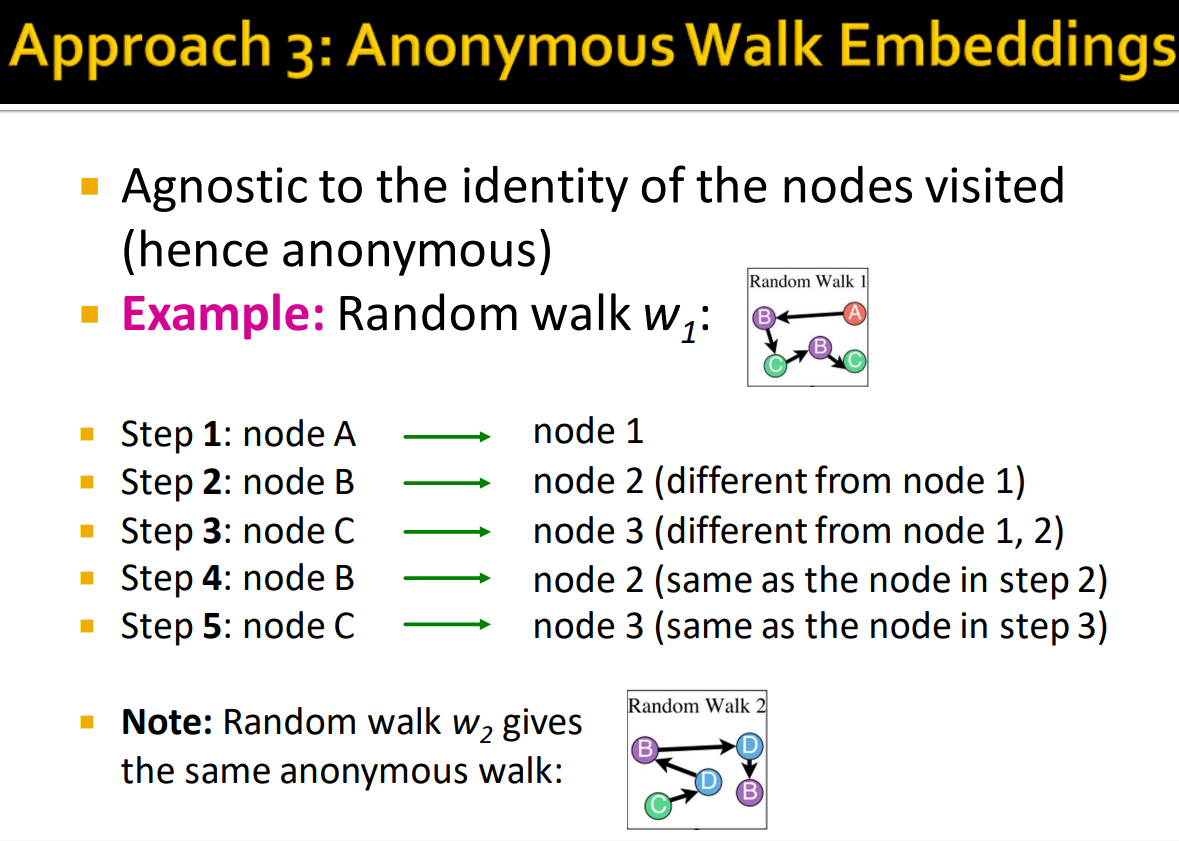 Approach 3: Anonymous Walk Embeddings
Agnostic to the identity of the nodes visited
(hence anonymous)
Example: Random walk w1:
Random Walk 1
B
A
C
B
C
Step 1: node A
node 1
Step 2: node B
node 2 (different from node 1)
Step 3: node C
node 3 (different from node 1, 2)
Step 4: node B
node 2 (same as the node in step 2)
Step 5: node C
node 3 (same as the node in step 3)
Note: Random walk w2 gives
the same anonymous walk:
Random Walk 2
B
D
D
C
B